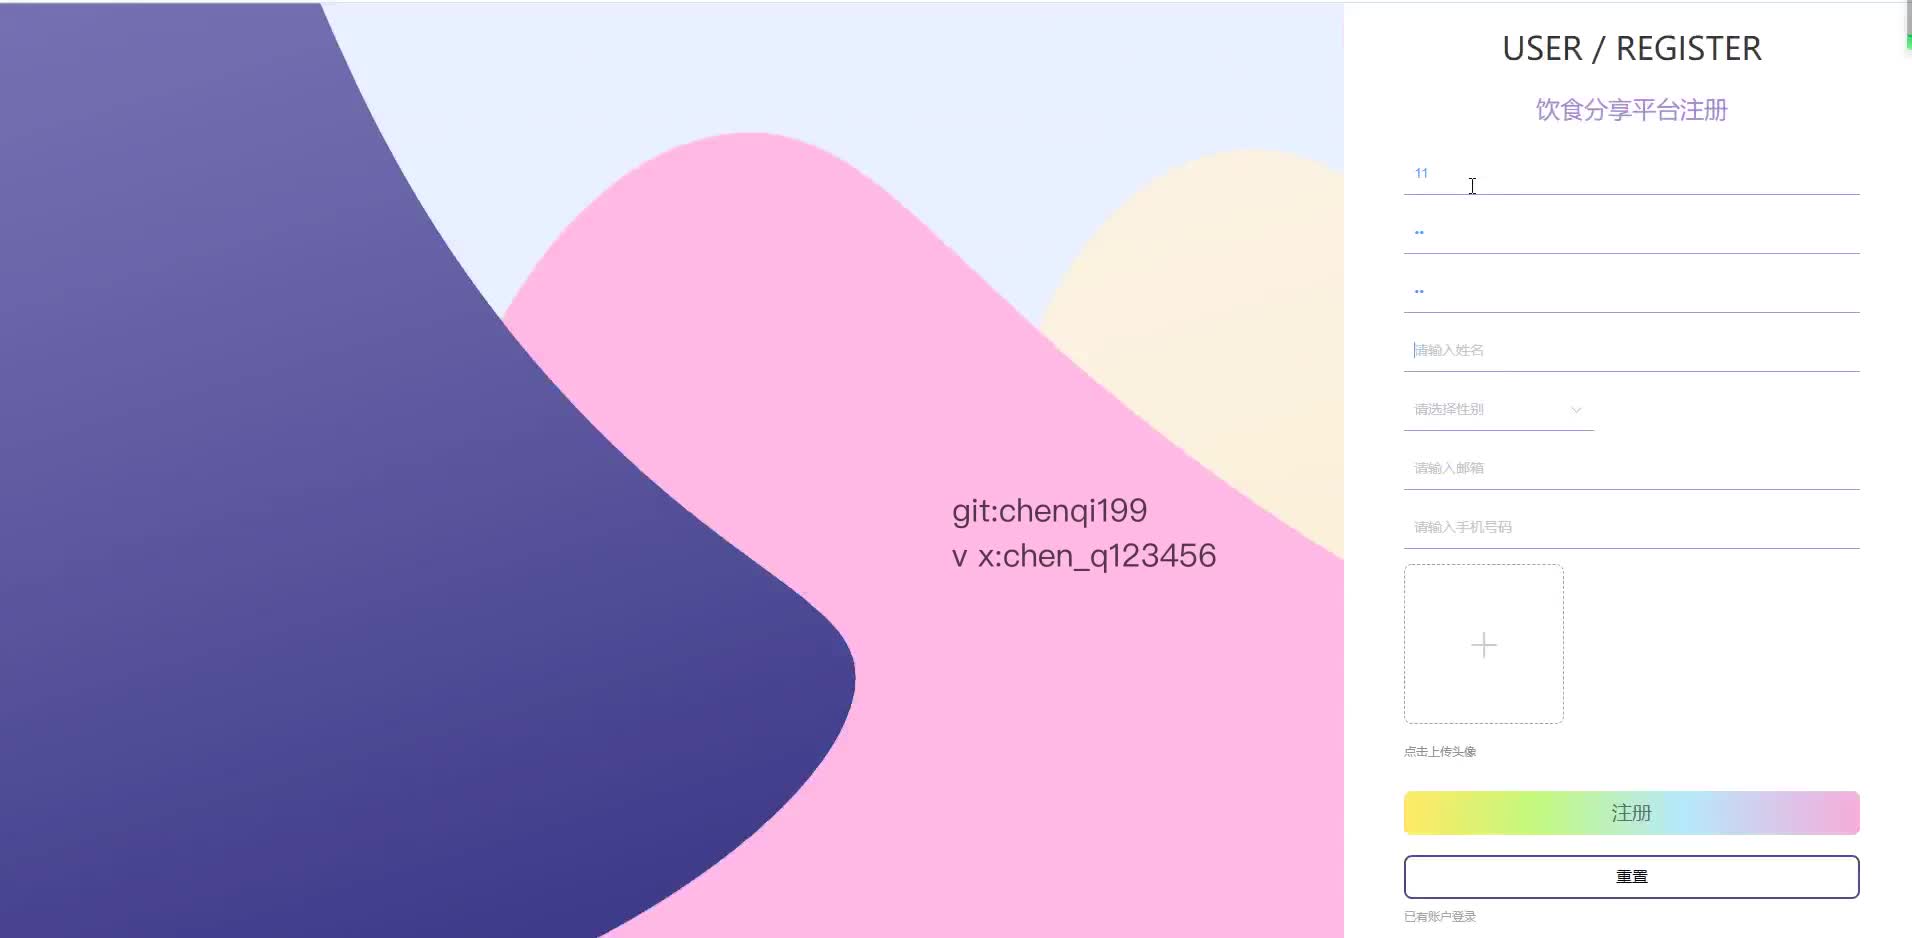 USER / REGISTER
饮食分享平台注册
11
••
••
请输入姓名
请选择性别
请输入邮箱
请输入手机号码
git:chenqi199
v x:chen_q123456
点击上传头像
注册
重置
已有账户登录